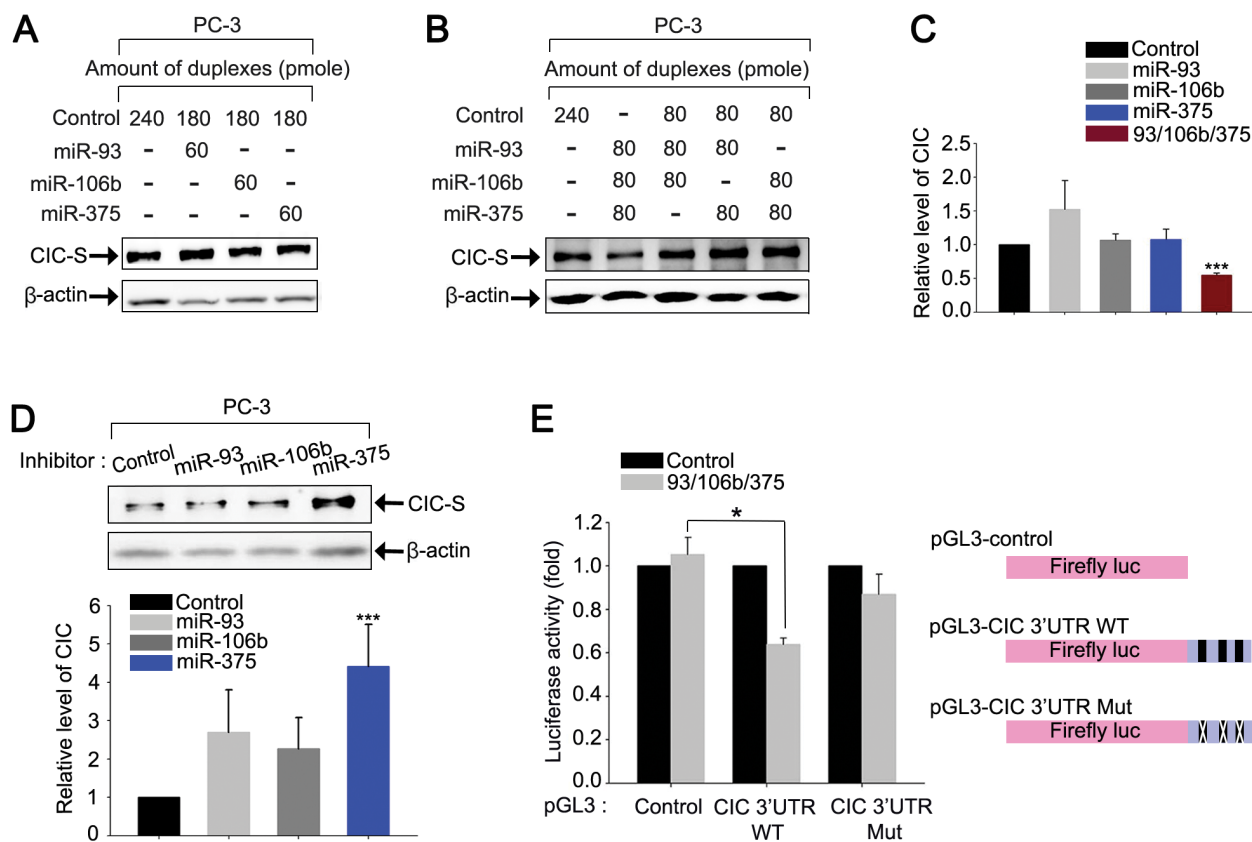 A
PC-3
Amount of duplexes (pmole)
Control 240 180 180 180
miR-93 - 60 - -
miR-106b - - 60 -
miR-375 - - - 60
CIC-S
β-actin
B
PC-3
Amount of duplexes (pmole)
Control 240 - 80 80 80
miR-93 - 80 80 80 -
miR-106b - 80 80 - 80
miR-375 - 80 - 80 80
CIC-S
β-actin
C
Control
miR-93
miR-106b
miR-375
93/106b/375
Relative level of CIC
2.5
2.0
1.5
1.0
0.5
0.0
***
D
PC-3
Inhibitor : Control miR-93 miR-106b miR-375
CIC-S
β-actin
Control
miR-93
miR-106b
miR-375
Relative level of CIC
6
5
4
3
2
1
0
***
E
Control
93/106b/375
Luciferase activity (fold)
1.2
1.0
0.8
0.6
0.4
0.2
0.0
*
pGL3 : Control CIC 3'UTR WT CIC 3'UTR Mut
pGL3-control
Firefly luc
pGL3-CIC 3'UTR WT
Firefly luc
pGL3-CIC 3'UTR Mut
Firefly luc